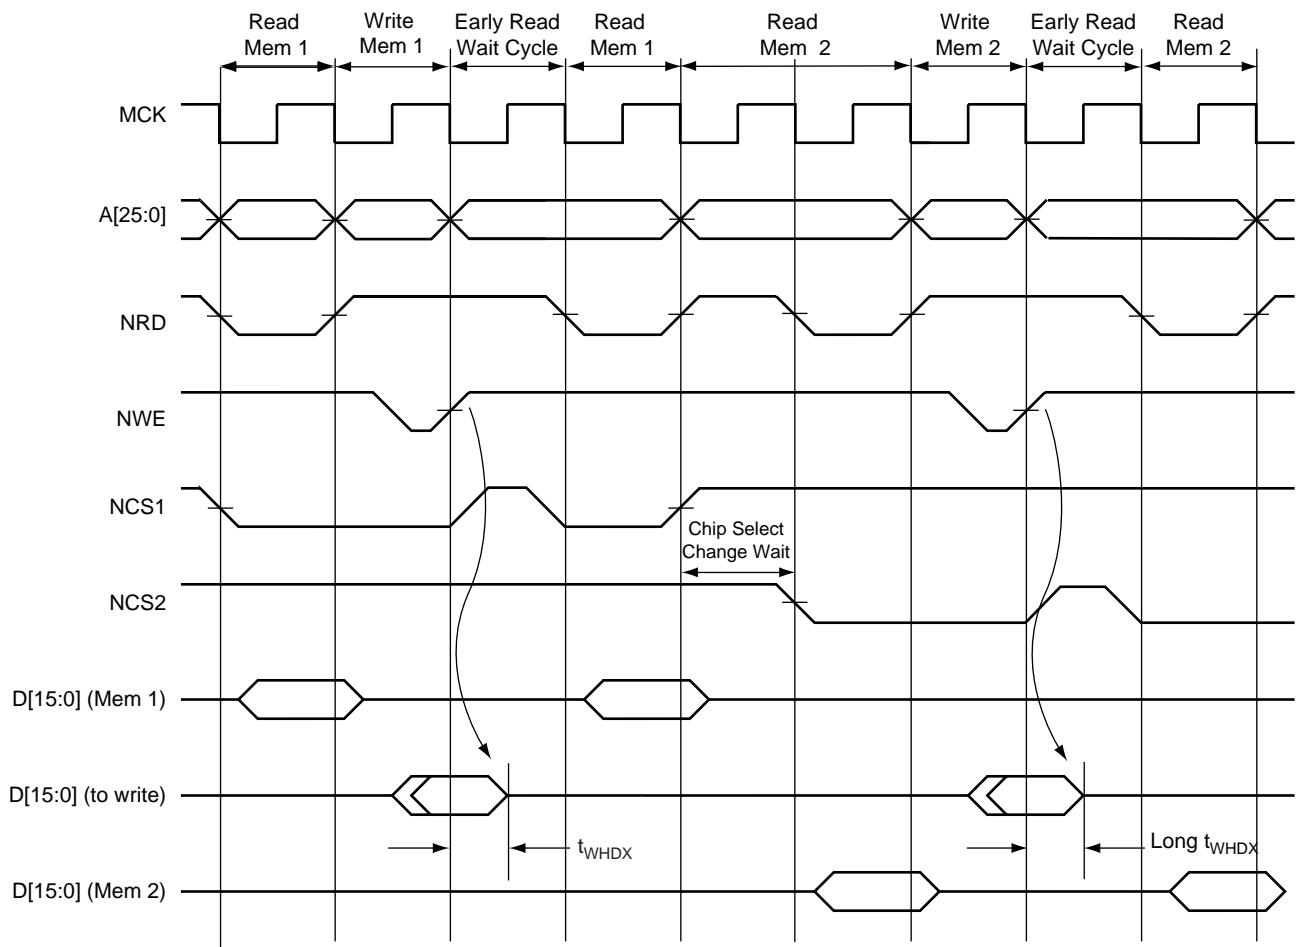 Read
Mem 1
Write
Mem 1
Early Read
Wait Cycle
Read
Mem 1
Read
Mem 2
Write
Mem 2
Early Read
Wait Cycle
Read
Mem 2
MCK
A[25:0]
NRD
NWE
NCS1
Chip Select
Change Wait
NCS2
D[15:0] (Mem 1)
D[15:0] (to write)
tWHDX
Long tWHDX
D[15:0] (Mem 2)